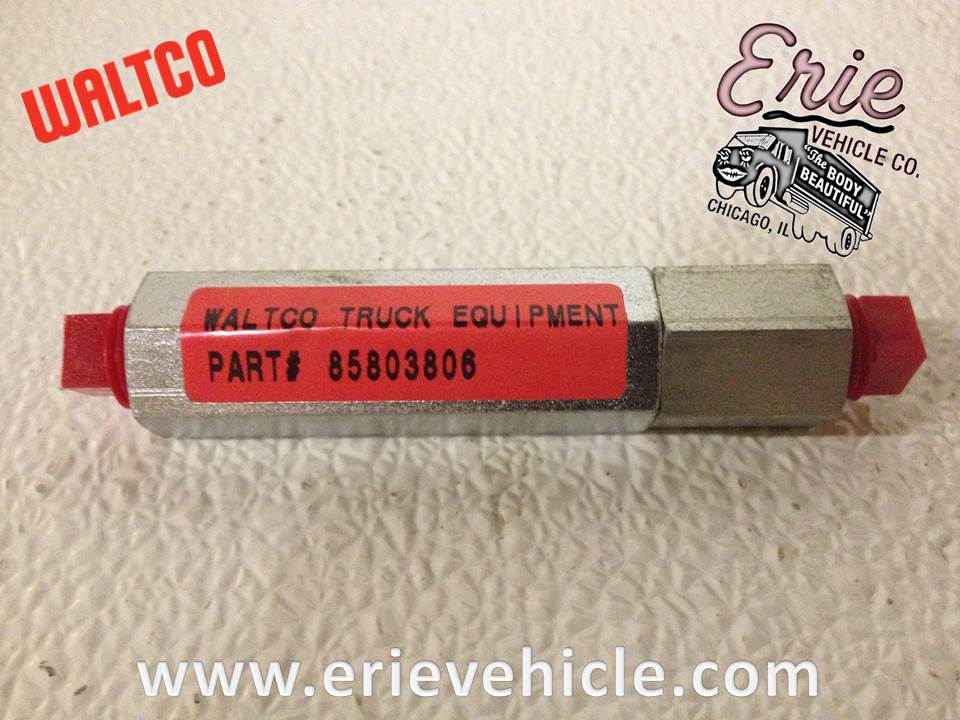 WALTCO
Erie
VEHICLE CO.
"The BODY
BEAUTIFUL"
CHICAGO, IL
WALTCO TRUCK EQUIPMENT
PART# 85803806
www.erievehicle.com